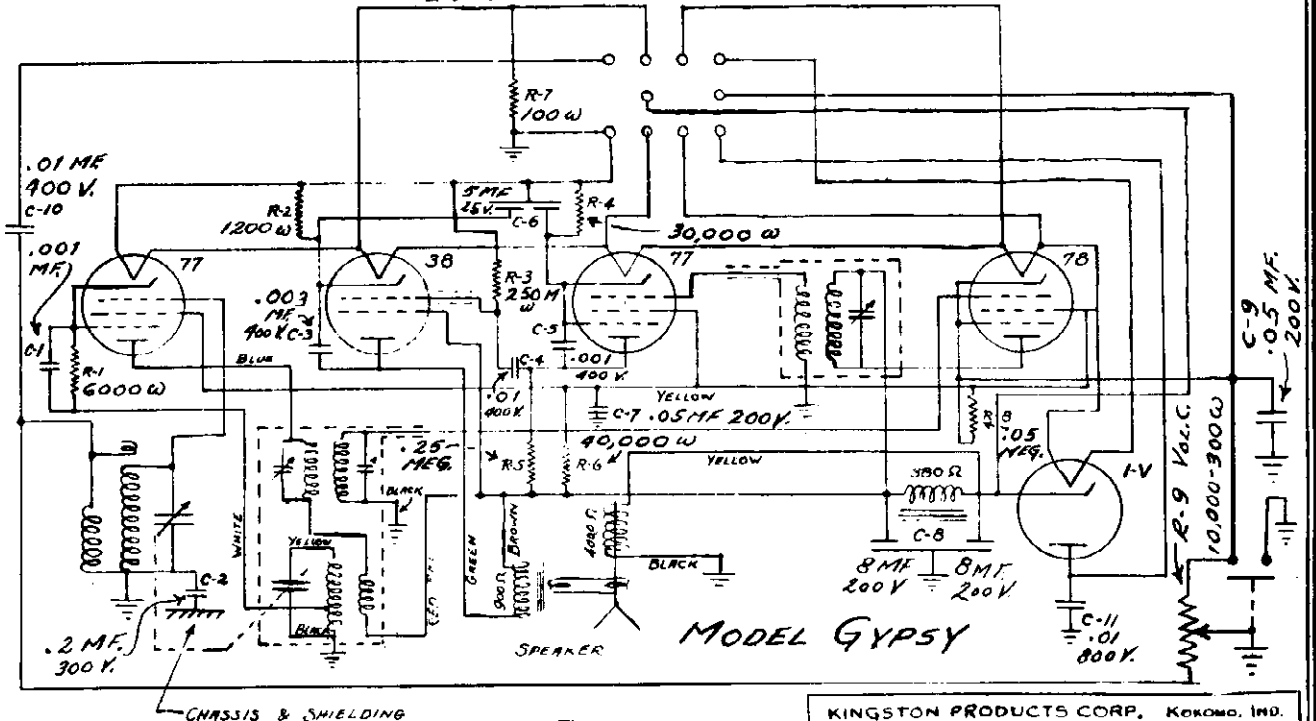 R-7
100 ω
.01 MF.
400 V.
C-10
.001
MF.
R-2
1200 ω
5 MF
25 V.
C-6
R-4
30,000 ω
77
38
77
78
R-3
250 M
ω
.003
MF.
400 V.
C-3
C-1
R-1
6000 ω
BLUE
C-5
.001
400 V.
C-4
.01
400 V.
YELLOW
C-7 .05 MF 200 V.
40,000 ω
.25
MEG.
R-5
R-6
YELLOW
.05
MEG.
1-V
C-9
.05 MF.
200 V.
R-9 VOL.C.
10,000-300 ω
380 Ω
C-8
8 MF
200 V
8 MF.
200 V.
BLACK
WHITE
YELLOW
BLACK
GREEN
BROWN
900 Ω
4000 Ω
BLACK
C-2
.2 MF.
300 V.
SPEAKER
MODEL GYPSY
C-11
.01
800 V.
CHASSIS & SHIELDING
KINGSTON PRODUCTS CORP. KOKOMO, IND.